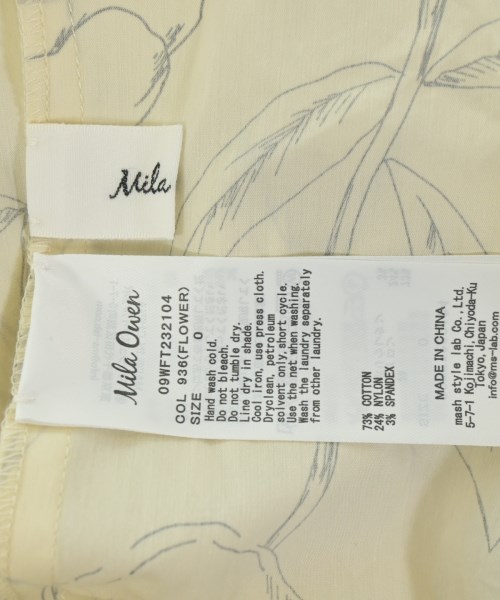 Mila
Mila Owen
09WFT232104
COL 936(FLOWER)
SIZE 0
Hand wash cold.
Do not bleach.
Do not tumble dry.
Line dry in shade.
Cool iron, use press cloth.
Dryclean, petroleum
solvent only, short cycle.
Use the net when washing.
Wash the laundry separately
from other laundry.
73% COTTON
24% NYLON
3% SPANDEX
MADE IN CHINA
mash style lab Co., Ltd.
5-7-1 Kojimachi, Chiyoda-Ku
Tokyo, Japan
info@ms-lab.com